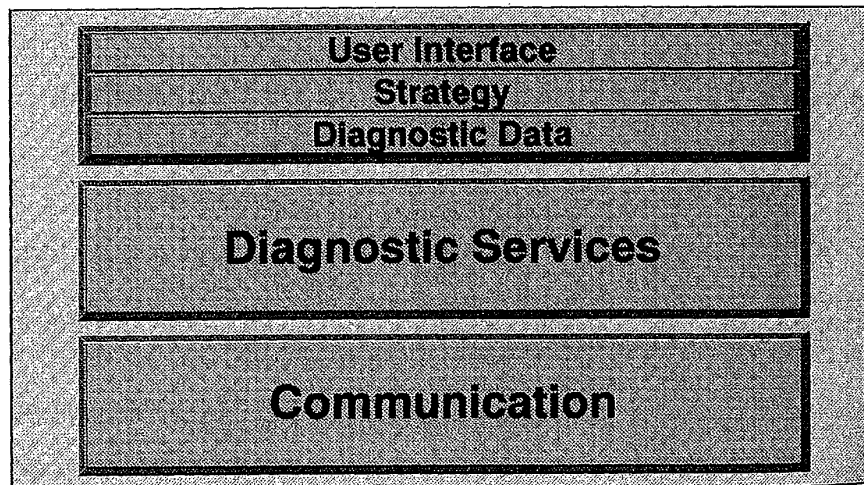 User Interface
Strategy
Diagnostic Data
Diagnostic Services
Communication